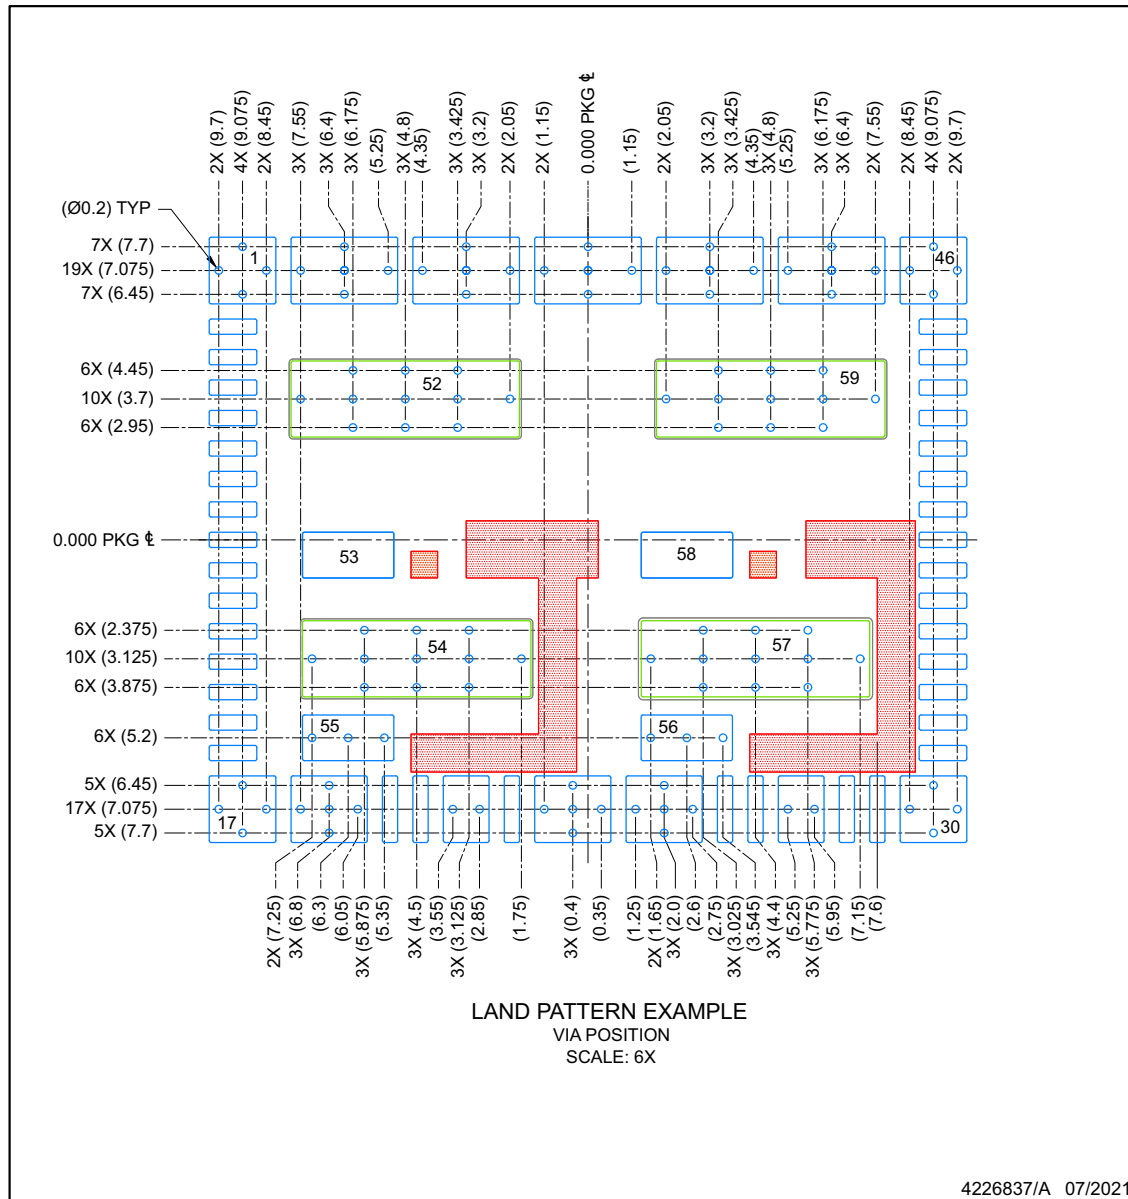 2X (9.7)
4X (9.075)
2X (8.45)
3X (7.55)
3X (6.4)
3X (6.175)
(5.25)
3X (4.8)
(4.35)
3X (3.425)
3X (3.2)
2X (2.05)
2X (1.15)
0.000 PKG ℄
(1.15)
2X (2.05)
3X (3.2)
3X (3.425)
(4.35)
3X (4.8)
(5.25)
3X (6.175)
3X (6.4)
2X (7.55)
2X (8.45)
4X (9.075)
2X (9.7)
(Ø0.2) TYP
7X (7.7)
1
46
19X (7.075)
7X (6.45)
6X (4.45)
52
59
10X (3.7)
6X (2.95)
0.000 PKG ℄
53
58
6X (2.375)
54
57
10X (3.125)
6X (3.875)
55
56
6X (5.2)
5X (6.45)
17X (7.075)
17
30
5X (7.7)
2X (7.25)
3X (6.8)
(6.3)
(6.05)
3X (5.875)
(5.35)
3X (4.5)
(3.55)
3X (3.125)
(2.85)
(1.75)
3X (0.4)
(0.35)
(1.25)
2X (1.65)
3X (2.0)
(2.6)
(2.75)
3X (3.025)
(3.545)
3X (4.4)
(5.25)
3X (5.775)
(5.95)
(7.15)
(7.6)
LAND PATTERN EXAMPLE
VIA POSITION
SCALE: 6X
4226837/A 07/2021